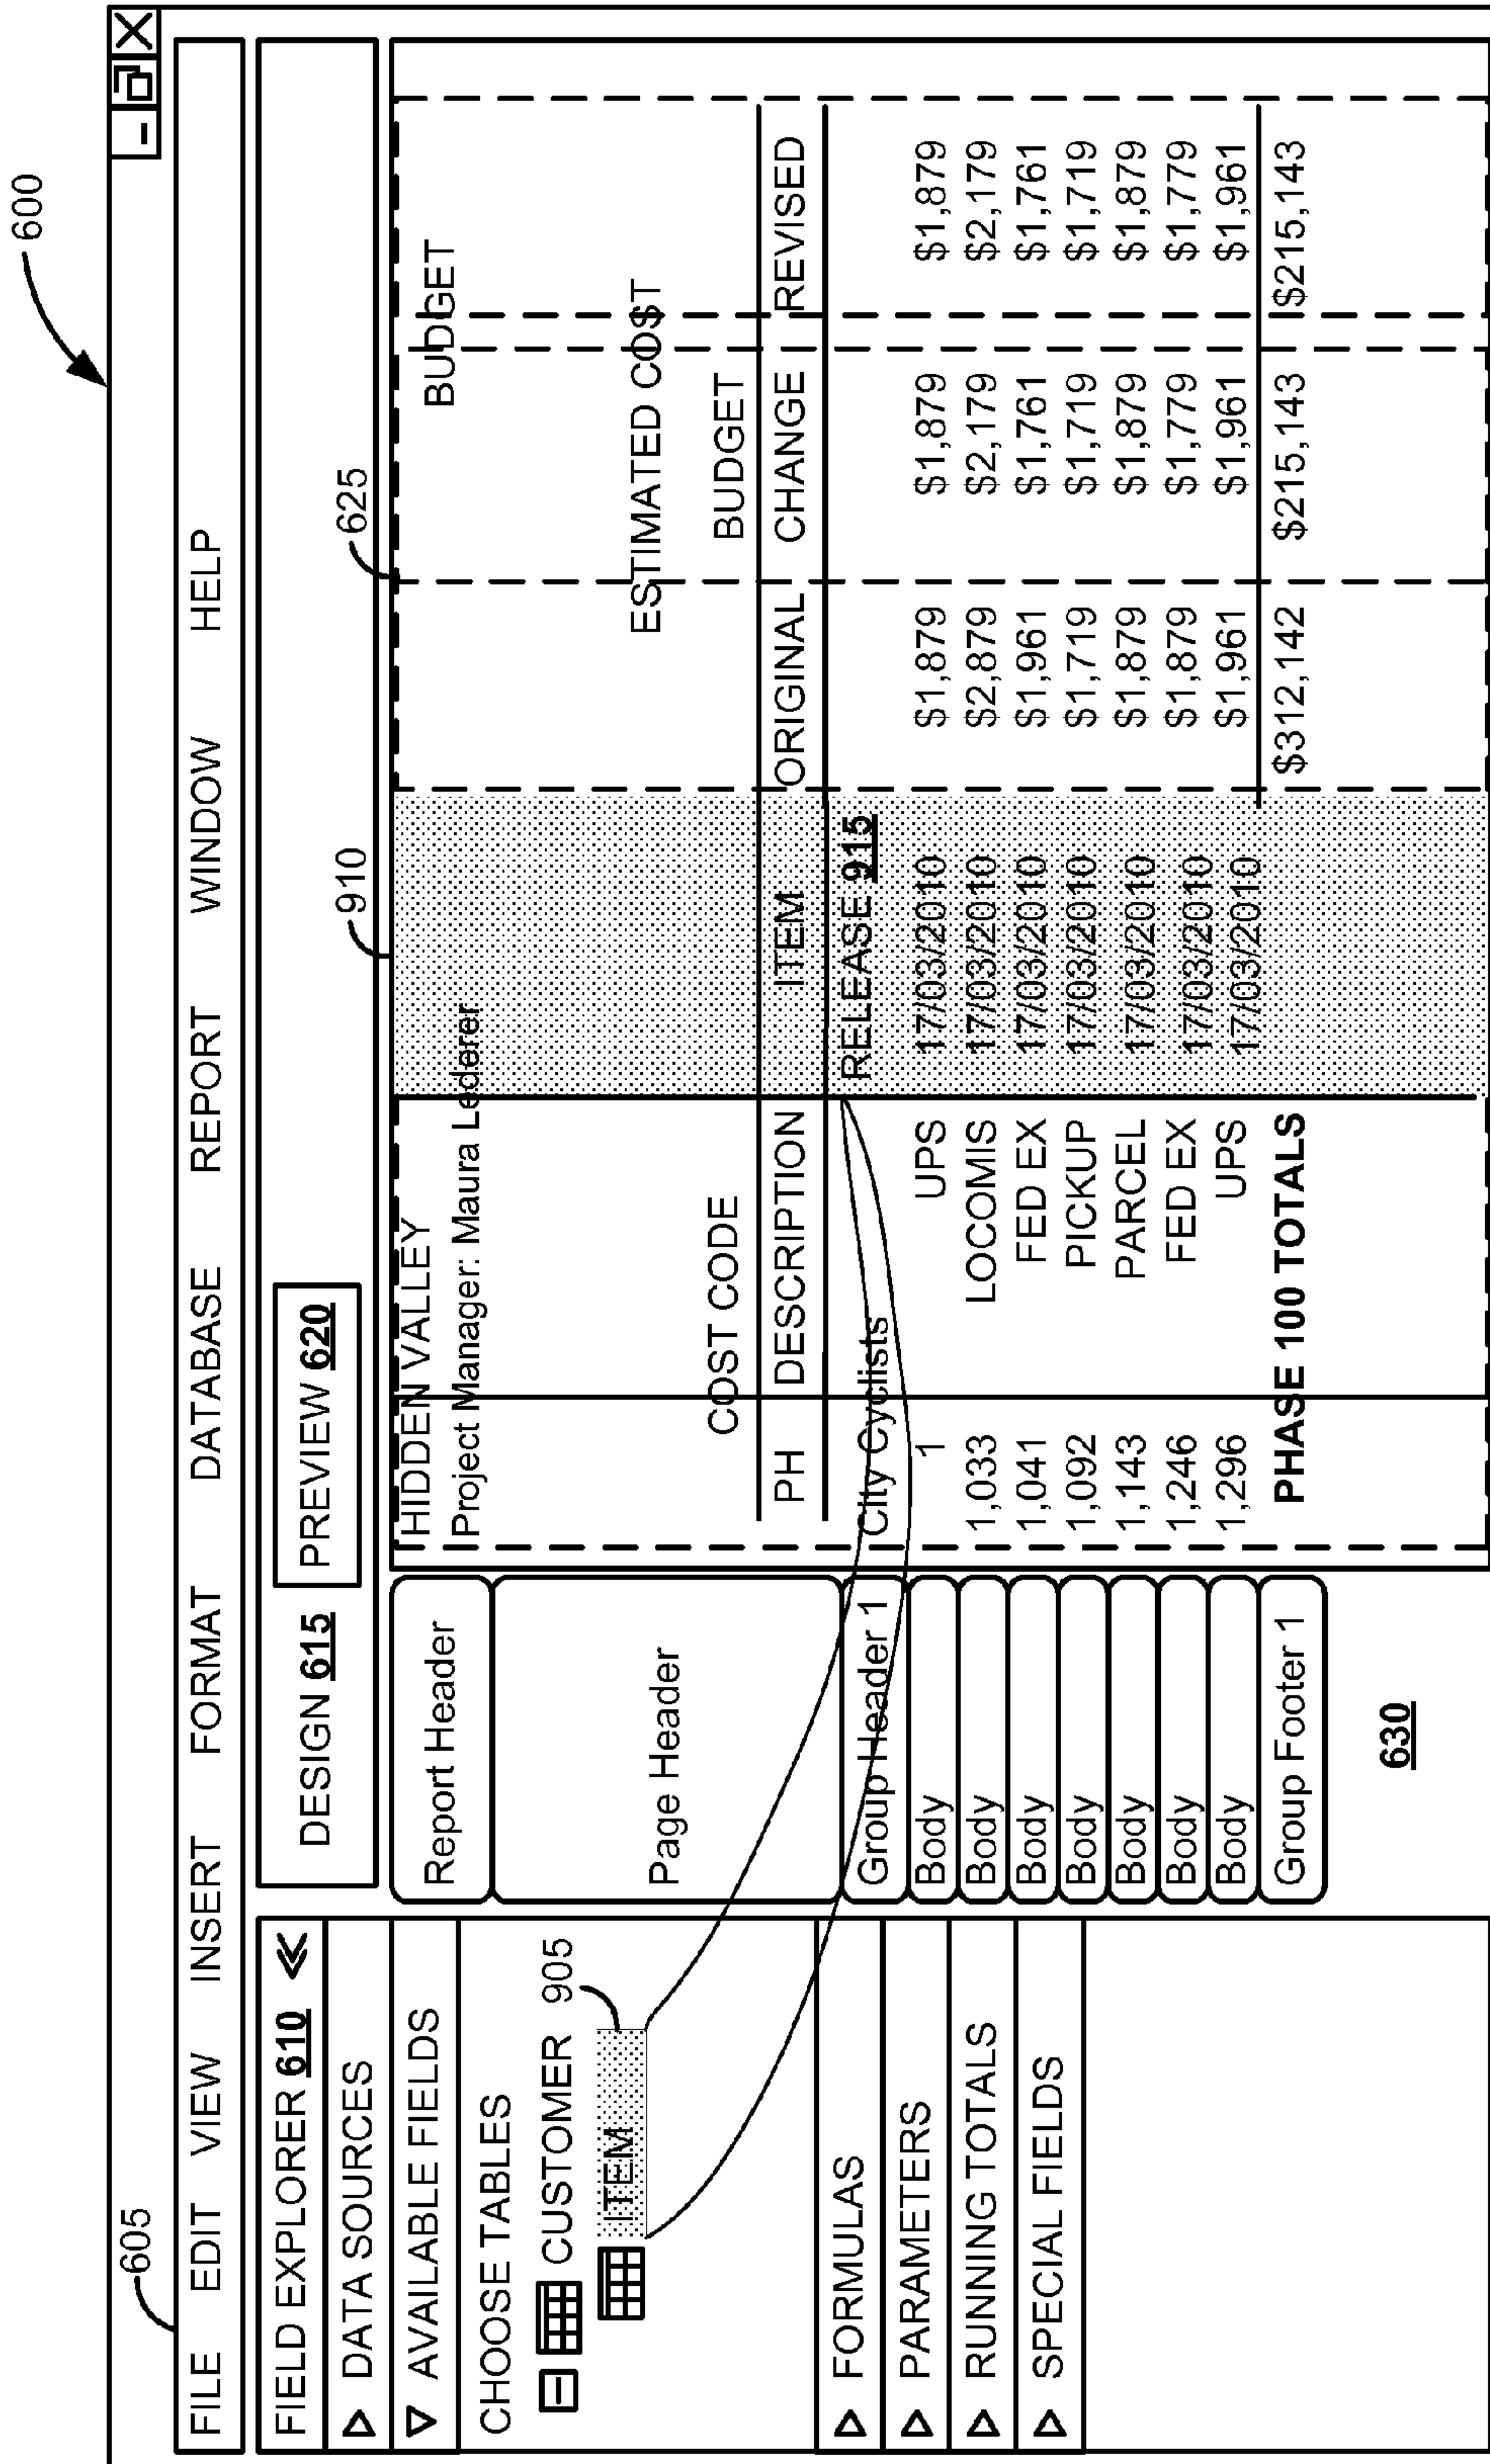 600
605
FILE EDIT VIEW INSERT FORMAT DATABASE REPORT WINDOW HELP
FIELD EXPLORER 610
DATA SOURCES
AVAILABLE FIELDS
CHOOSE TABLES
CUSTOMER 905
ITEM
FORMULAS
PARAMETERS
RUNNING TOTALS
SPECIAL FIELDS
DESIGN 615 PREVIEW 620
910 625
Report Header
Page Header
Group Header 1
Body
Body
Body
Body
Body
Body
Body
Group Footer 1
630
HIDDEN VALLEY BUDGET
Project Manager: Maura Lederer
ESTIMATED COST
COST CODE BUDGET
PH DESCRIPTION ITEM ORIGINAL CHANGE REVISED
City Cyclists RELEASE 915
1 UPS 17/03/2010 $1,879 $1,879 $1,879
1,033 LOCOMIS 17/03/2010 $2,879 $2,179 $2,179
1,041 FED EX 17/03/2010 $1,961 $1,761 $1,761
1,092 PICKUP 17/03/2010 $1,719 $1,719 $1,719
1,143 PARCEL 17/03/2010 $1,879 $1,879 $1,879
1,246 FED EX 17/03/2010 $1,879 $1,779 $1,779
1,296 UPS 17/03/2010 $1,961 $1,961 $1,961
PHASE 100 TOTALS $312,142 $215,143 $215,143